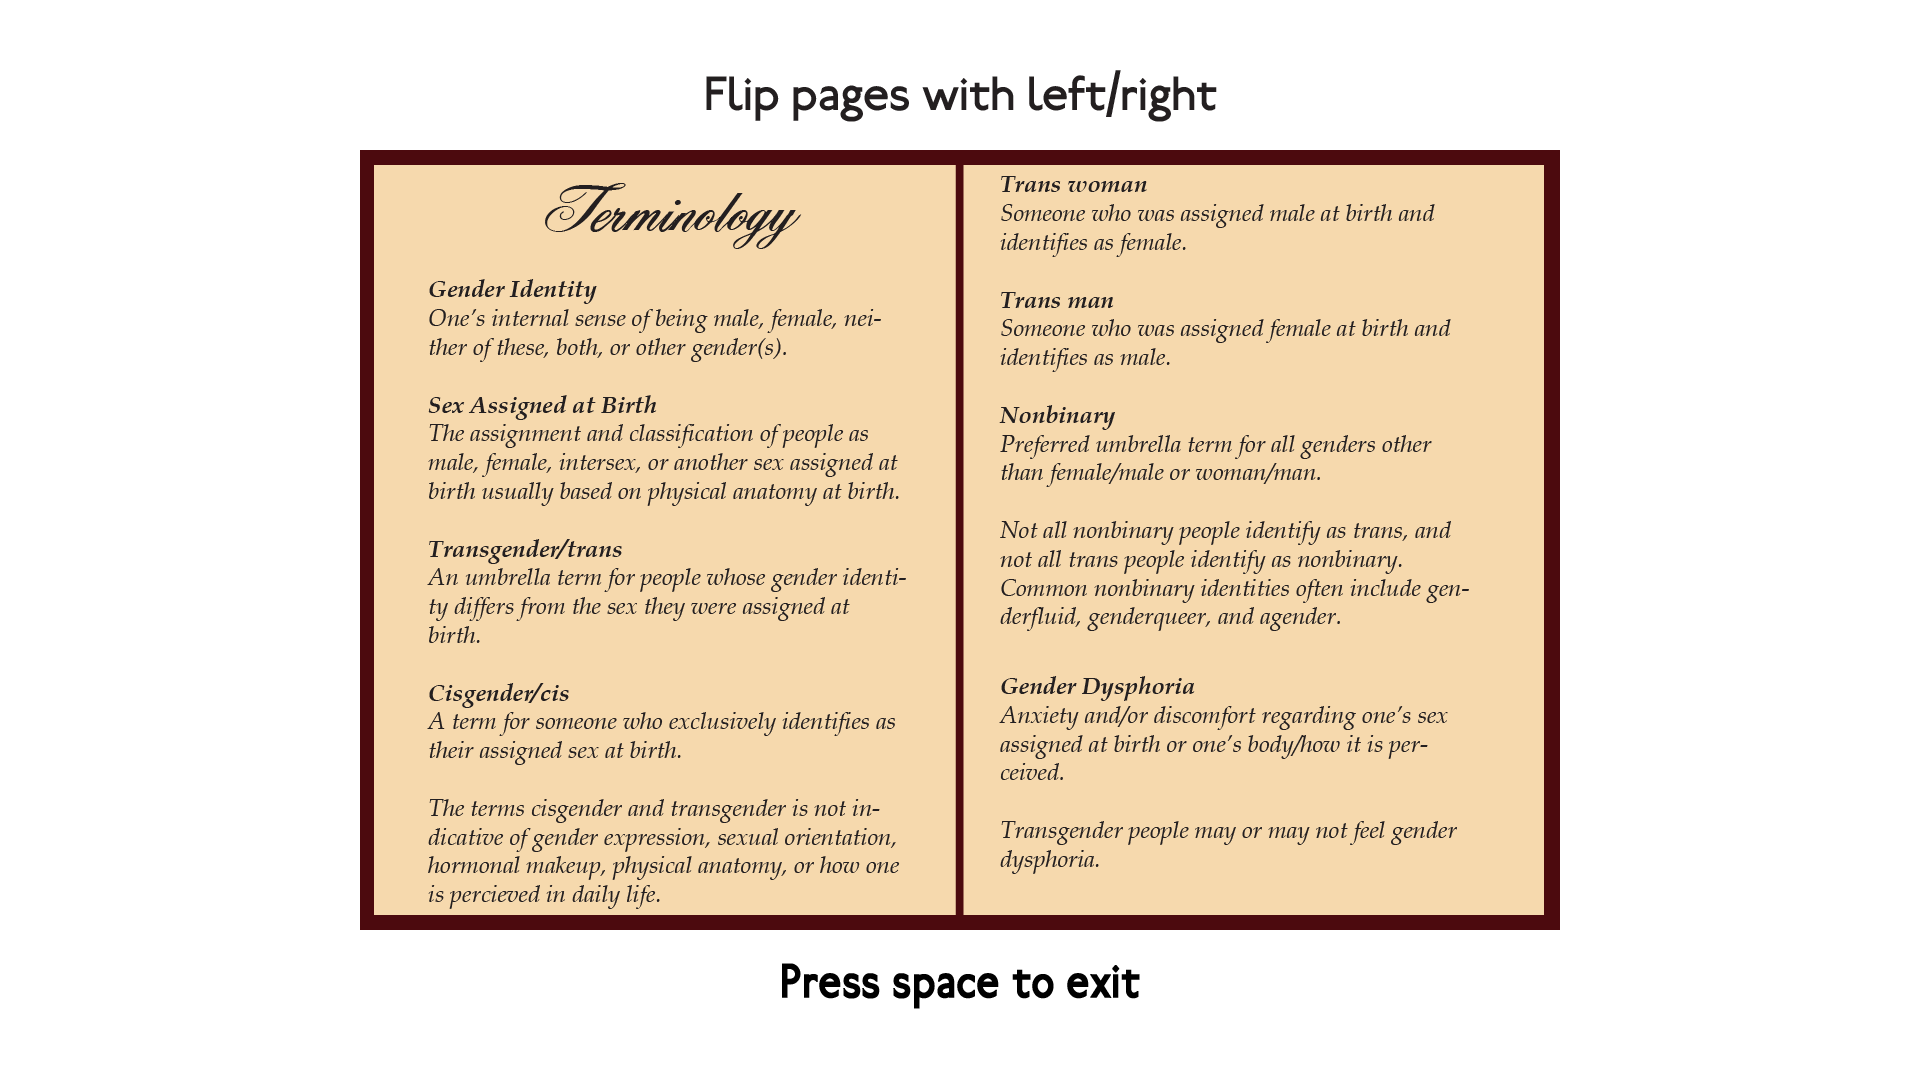 Flip pages with left/right
Terminology
Gender Identity
One's internal sense of being male, female, nei-
ther of these, both, or other gender(s).
Sex Assigned at Birth
The assignment and classification of people as
male, female, intersex, or another sex assigned at
birth usually based on physical anatomy at birth.
Transgender/trans
An umbrella term for people whose gender identi-
ty differs from the sex they were assigned at
birth.
Cisgender/cis
A term for someone who exclusively identifies as
their assigned sex at birth.
The terms cisgender and transgender is not in-
dicative of gender expression, sexual orientation,
hormonal makeup, physical anatomy, or how one
is percieved in daily life.
Trans woman
Someone who was assigned male at birth and
identifies as female.
Trans man
Someone who was assigned female at birth and
identifies as male.
Nonbinary
Preferred umbrella term for all genders other
than female/male or woman/man.
Not all nonbinary people identify as trans, and
not all trans people identify as nonbinary.
Common nonbinary identities often include gen-
derfluid, genderqueer, and agender.
Gender Dysphoria
Anxiety and/or discomfort regarding one's sex
assigned at birth or one's body/how it is per-
ceived.
Transgender people may or may not feel gender
dysphoria.
Press space to exit